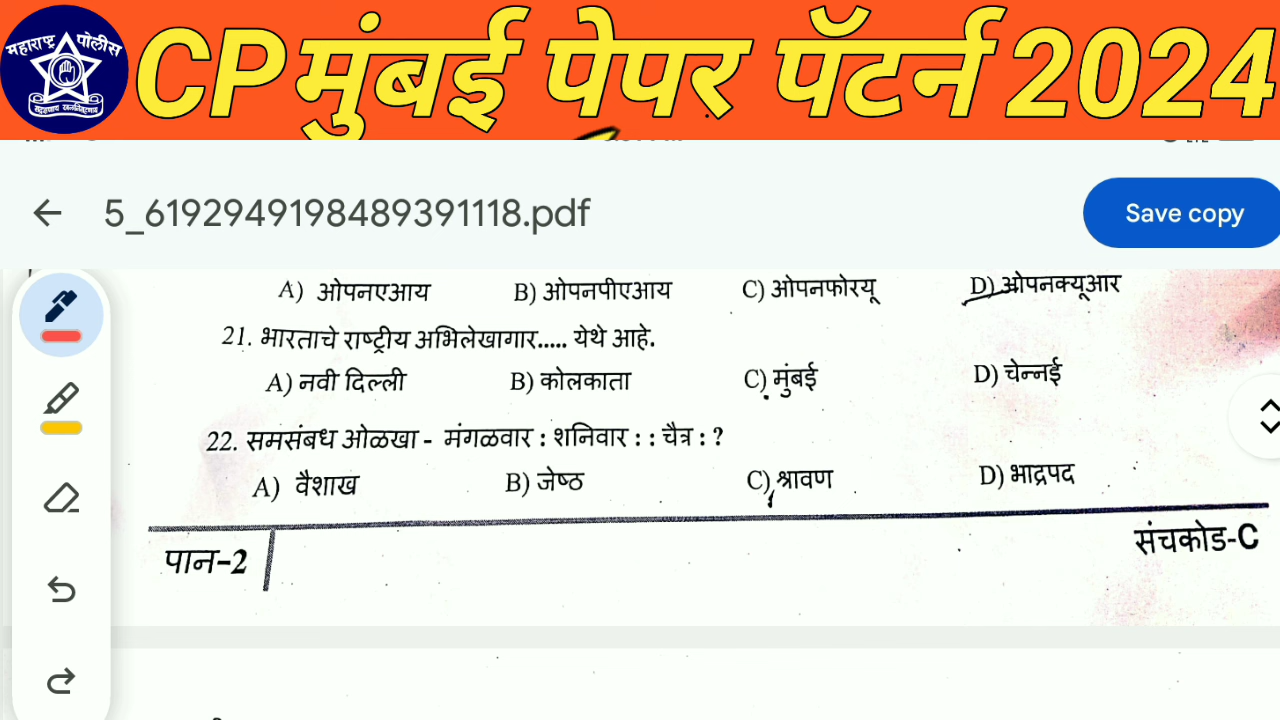 महाराष्ट्र पोलीस
CP मुंबई पेपर पॅटर्न 2024
5_6192949198489391118.pdf
Save copy
A) ओपनएआय B) ओपनपीएआय C) ओपनफोरयू D) ओपनक्यूआर
21. भारताचे राष्ट्रीय अभिलेखागार..... येथे आहे.
A) नवी दिल्ली B) कोलकाता C) मुंबई D) चेन्नई
22. समसंबध ओळखा - मंगळवार : शनिवार : : चैत्र : ?
A) वैशाख B) जेष्ठ C) श्रावण D) भाद्रपद
पान-2
संचकोड-C